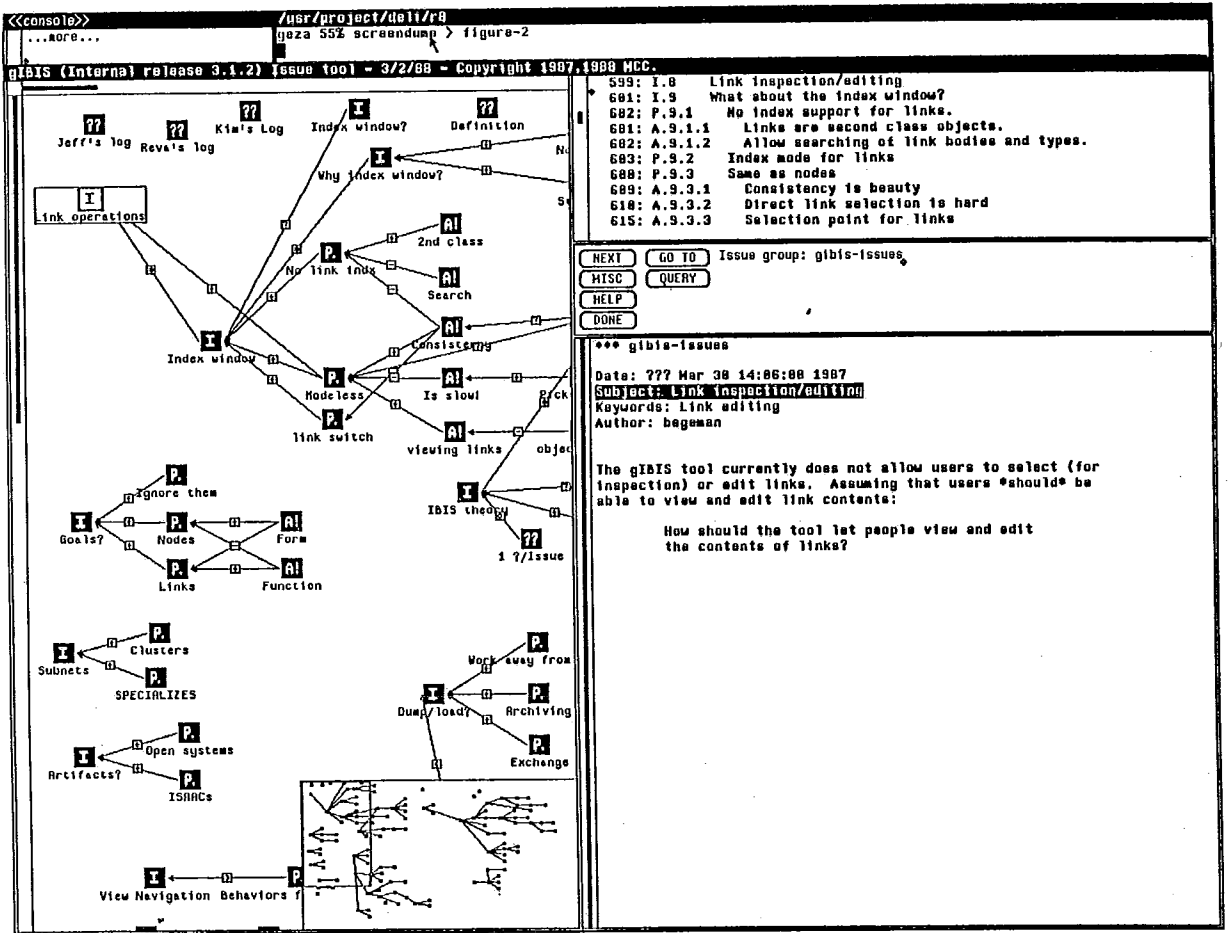 <<console>>
...more...
/usr/project/deli/r8
geza 55% screendump > figure-2
gIBIS (Internal release 3.1.2) Issue tool - 3/2/88 - Copyright 1987,1988 MCC.
??
Jeff's log
??
Reva's log
??
Kim's Log
I
Index window?
??
Definition
I
Why index window?
I
Link operations
P.
No link indx
A!
2nd class
A!
Search
A!
Consistency
I
Index window
P.
Modeless
A!
Is slow!
P.
link switch
A!
viewing links
objec
P.
Ignore them
I
Goals?
P.
Nodes
A!
Form
P.
Links
A!
Function
I
IBIS theory
??
1 ?/Issue
P.
Clusters
I
Subnets
P.
SPECIALIZES
P.
Work away from
I
Dump/load?
P.
Archiving
P.
Exchange
P.
Open systems
I
Artifacts?
P.
ISAACs
I
View Navigation
P
Behaviors f
599: I.8 Link inspection/editing
601: I.9 What about the index window?
602: P.9.1 No index support for links.
601: A.9.1.1 Links are second class objects.
602: A.9.1.2 Allow searching of link bodies and types.
603: P.9.2 Index mode for links
608: P.9.3 Same as nodes
609: A.9.3.1 Consistency is beauty
610: A.9.3.2 Direct link selection is hard
615: A.9.3.3 Selection point for links
NEXT GO TO Issue group: gibis-issues
MISC QUERY
HELP
DONE
*** gibis-issues
Date: ??? Mar 30 14:06:00 1987
Subject: Link inspection/editing
Keywords: Link editing
Author: begeman
The gIBIS tool currently does not allow users to select (for
inspection) or edit links. Assuming that users *should* be
able to view and edit link contents:
How should the tool let people view and edit
the contents of links?